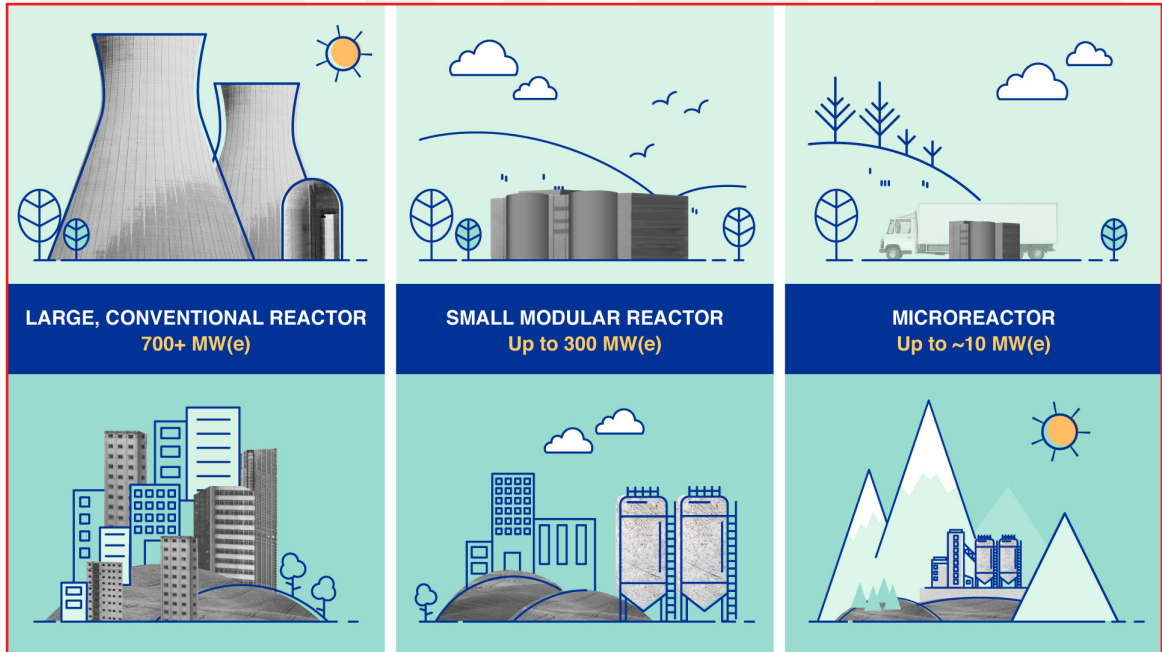 LARGE, CONVENTIONAL REACTOR
700+ MW(e)
SMALL MODULAR REACTOR
Up to 300 MW(e)
MICROREACTOR
Up to ~10 MW(e)